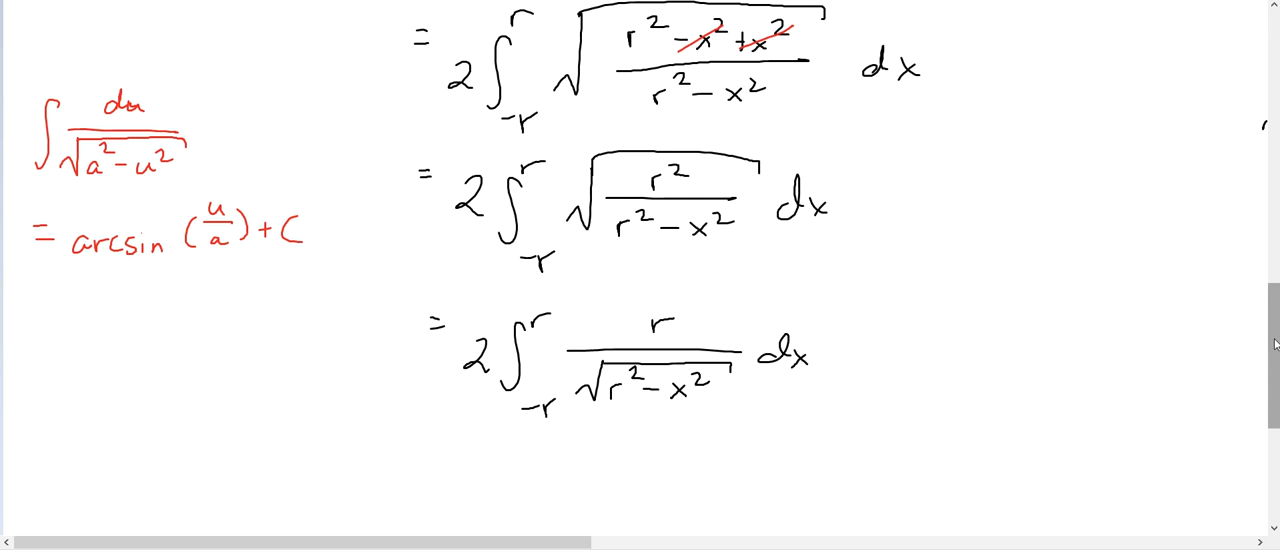 ∫ du / √(a² - u²)
= arcsin (u/a) + C
= 2 ∫_{-r}^{r} √((r² - x² + x²) / (r² - x²)) dx
= 2 ∫_{-r}^{r} √(r² / (r² - x²)) dx
= 2 ∫_{-r}^{r} r / √(r² - x²) dx